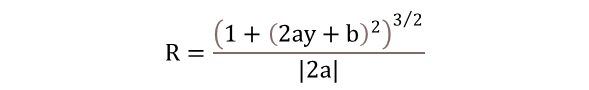 R = (1 + (2ay + b)²)^3/2 / |2a|